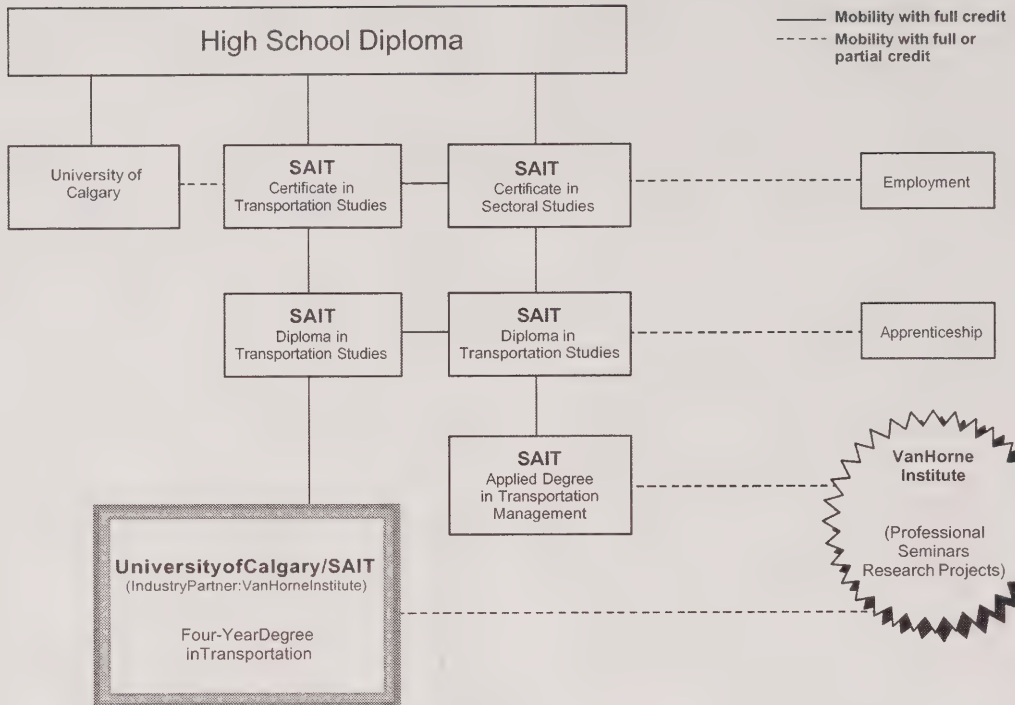 High School Diploma
Mobility with full credit
Mobility with full or
partial credit
University of
Calgary
SAIT
Certificate in
Transportation Studies
SAIT
Certificate in
Sectoral Studies
Employment
SAIT
Diploma in
Transportation Studies
SAIT
Diploma in
Transportation Studies
Apprenticeship
SAIT
Applied Degree
in Transportation
Management
VanHorne
Institute
(Professional
Seminars
Research Projects)
UniversityofCalgary/SAIT
(IndustryPartner:VanHorneInstitute)
Four-YearDegree
inTransportation